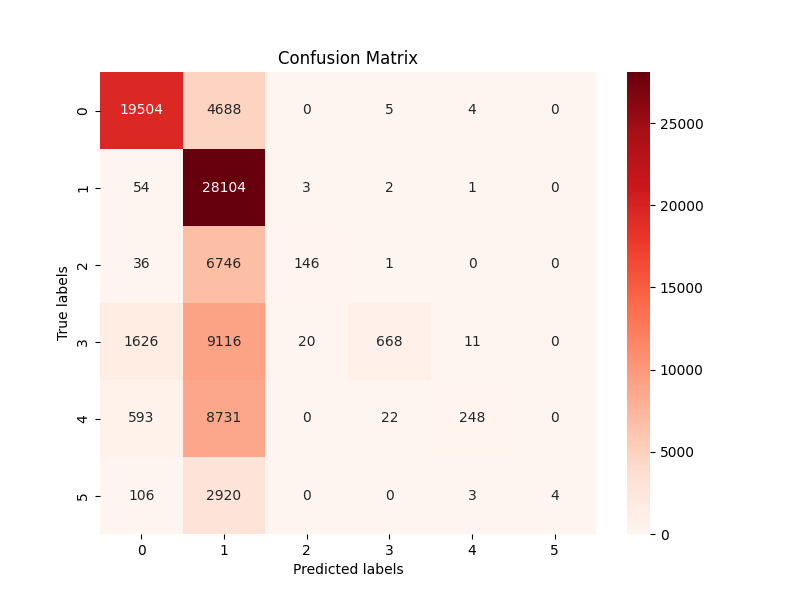 Confusion Matrix
True labels
0 19504 4688 0 5 4 0
1 54 28104 3 2 1 0
2 36 6746 146 1 0 0
3 1626 9116 20 668 11 0
4 593 8731 0 22 248 0
5 106 2920 0 0 3 4
0 1 2 3 4 5
Predicted labels
25000
20000
15000
10000
5000
0